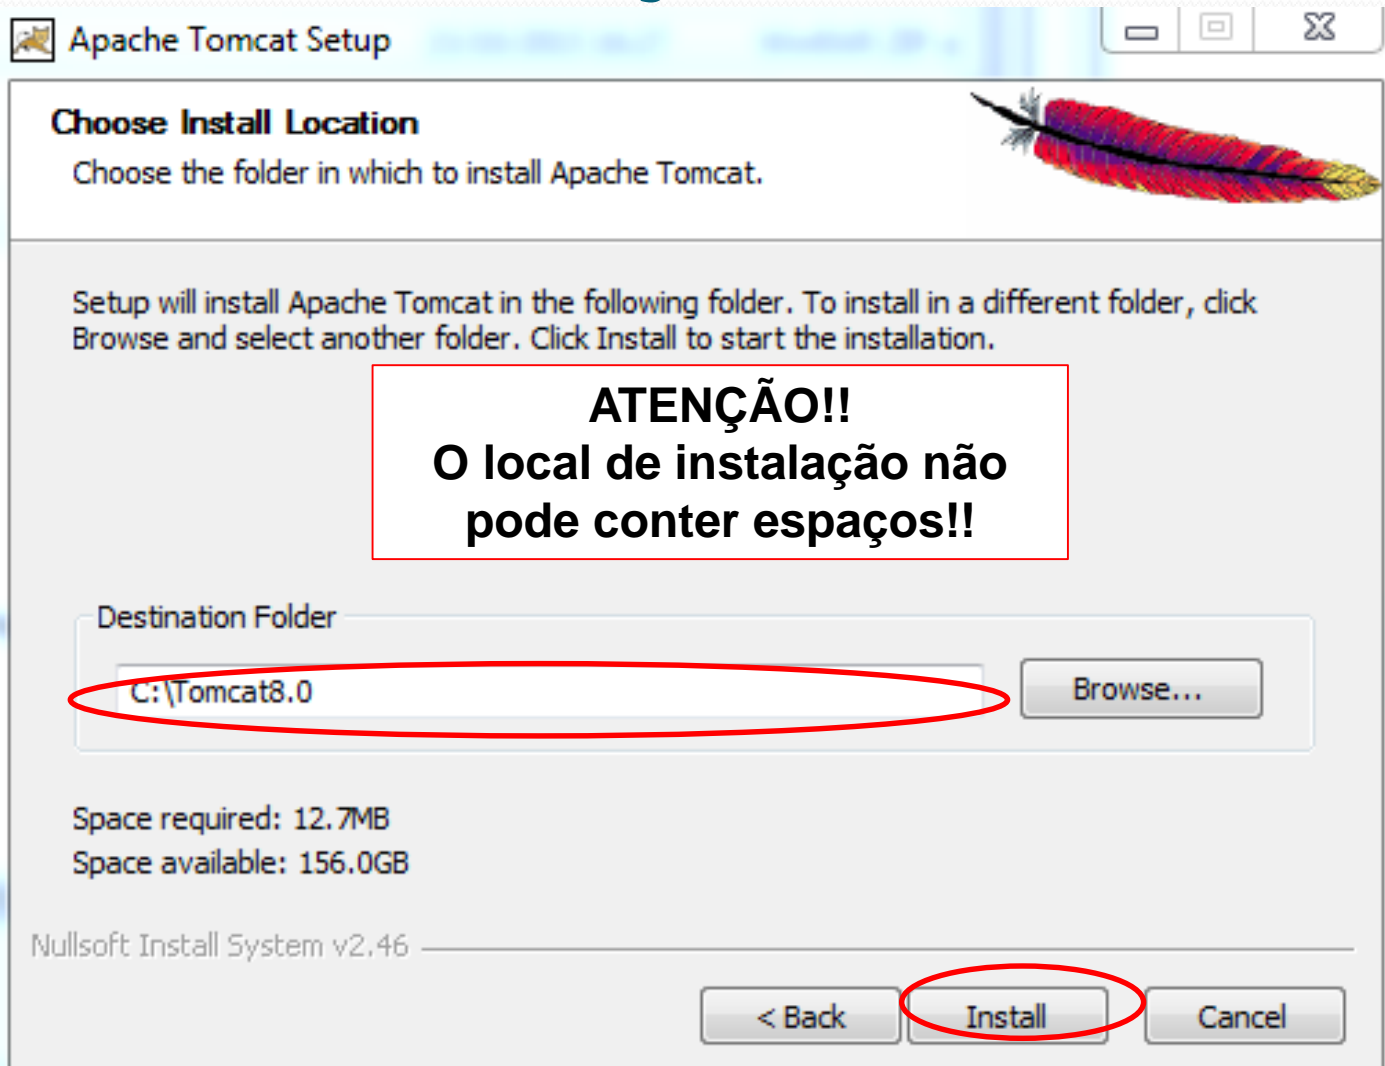 Apache Tomcat Setup
Choose Install Location
Choose the folder in which to install Apache Tomcat.
Setup will install Apache Tomcat in the following folder. To install in a different folder, click
Browse and select another folder. Click Install to start the installation.
ATENÇÃO!!
O local de instalação não
pode conter espaços!!
Destination Folder
C:\Tomcat8.0
Browse...
Space required: 12.7MB
Space available: 156.0GB
Nullsoft Install System v2.46
< Back
Install
Cancel